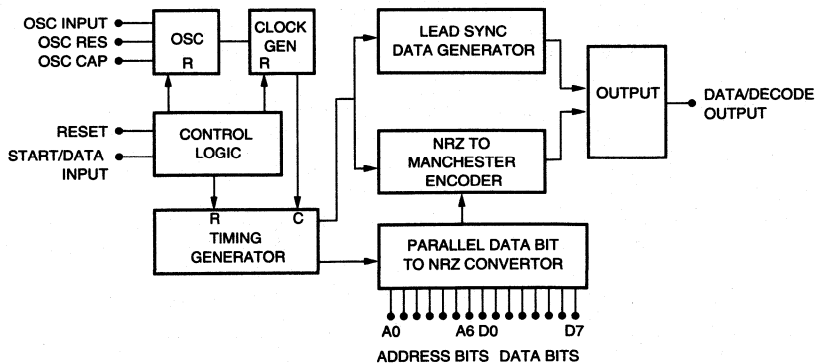 OSC INPUT
OSC RES
OSC CAP
OSC
R
CLOCK
GEN
R
LEAD SYNC
DATA GENERATOR
OUTPUT
DATA/DECODE
OUTPUT
RESET
START/DATA
INPUT
CONTROL
LOGIC
NRZ TO
MANCHESTER
ENCODER
R
C
TIMING
GENERATOR
PARALLEL DATA BIT
TO NRZ CONVERTOR
A0 A6 D0 D7
ADDRESS BITS DATA BITS